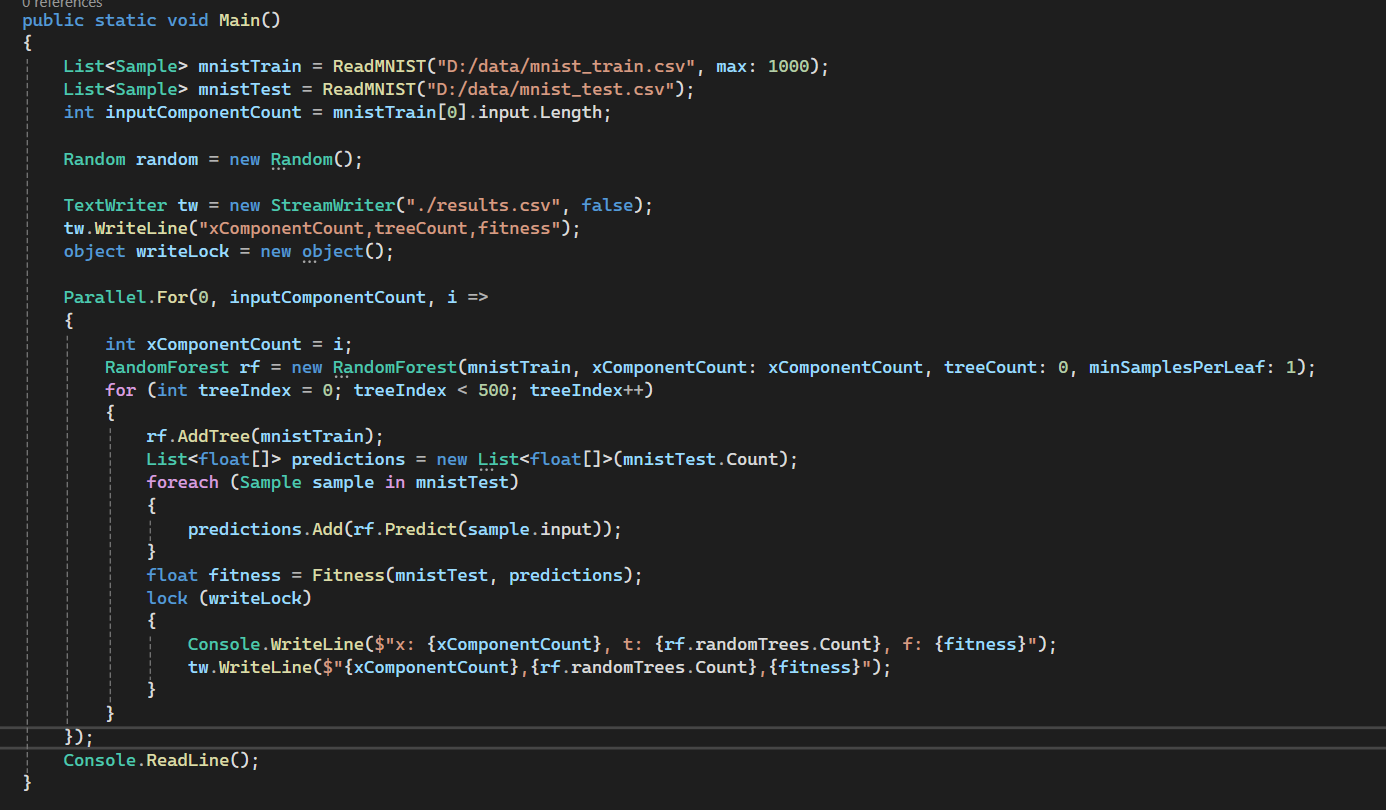 0 references
public static void Main()
{
    List<Sample> mnistTrain = ReadMNIST("D:/data/mnist_train.csv", max: 1000);
    List<Sample> mnistTest = ReadMNIST("D:/data/mnist_test.csv");
    int inputComponentCount = mnistTrain[0].input.Length;

    Random random = new Random();

    TextWriter tw = new StreamWriter("./results.csv", false);
    tw.WriteLine("xComponentCount,treeCount,fitness");
    object writeLock = new object();

    Parallel.For(0, inputComponentCount, i =>
    {
        int xComponentCount = i;
        RandomForest rf = new RandomForest(mnistTrain, xComponentCount: xComponentCount, treeCount: 0, minSamplesPerLeaf: 1);
        for (int treeIndex = 0; treeIndex < 500; treeIndex++)
        {
            rf.AddTree(mnistTrain);
            List<float[]> predictions = new List<float[]>(mnistTest.Count);
            foreach (Sample sample in mnistTest)
            {
                predictions.Add(rf.Predict(sample.input));
            }
            float fitness = Fitness(mnistTest, predictions);
            lock (writeLock)
            {
                Console.WriteLine($"x: {xComponentCount}, t: {rf.randomTrees.Count}, f: {fitness}");
                tw.WriteLine($"{xComponentCount},{rf.randomTrees.Count},{fitness}");
            }
        }
    });
    Console.ReadLine();
}